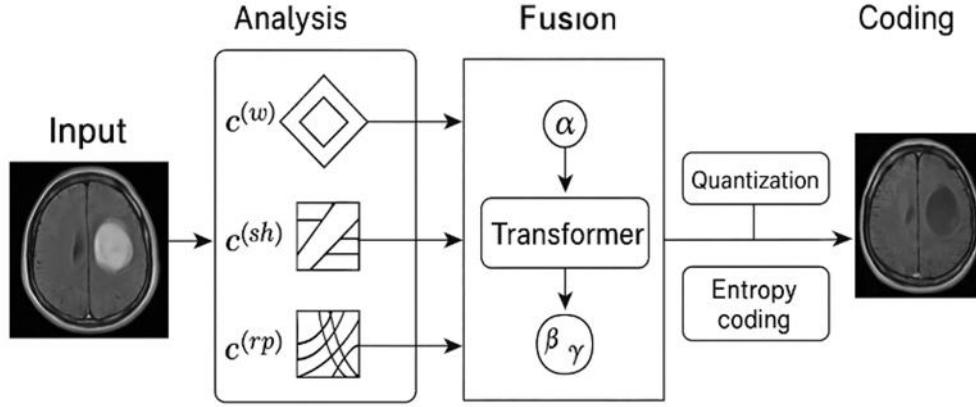 Analysis
Fusion
Coding
Input
c^(w)
c^(sh)
c^(rp)
α
Transformer
β γ
Quantization
Entropy
coding